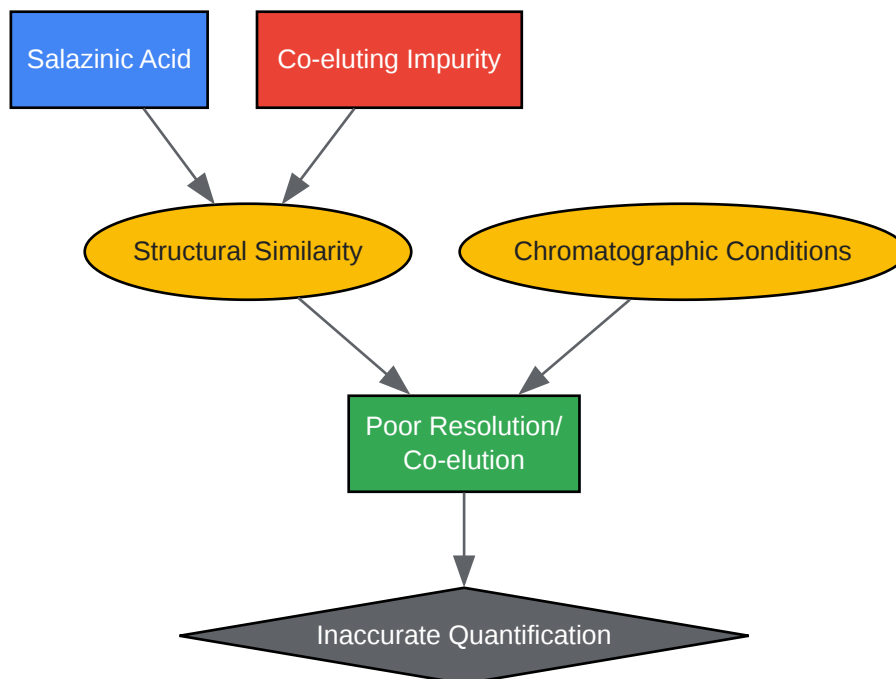 Salazinic Acid
Co-eluting Impurity
Structural Similarity
Chromatographic Conditions
Poor Resolution/
Co-elution
Inaccurate Quantification